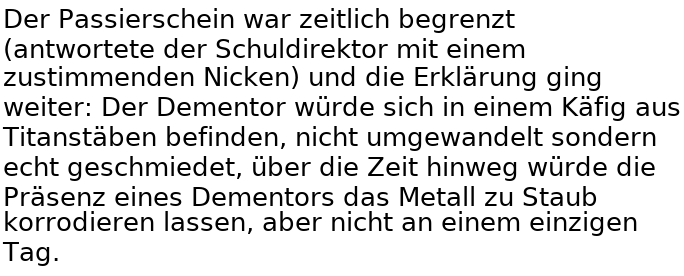 Der Passierschein war zeitlich begrenzt
(antwortete der Schuldirektor mit einem
zustimmenden Nicken) und die Erklärung ging
weiter: Der Dementor würde sich in einem Käfig aus
Titanstäben befinden, nicht umgewandelt sondern
echt geschmiedet, über die Zeit hinweg würde die
Präsenz eines Dementors das Metall zu Staub
korrodieren lassen, aber nicht an einem einzigen
Tag.